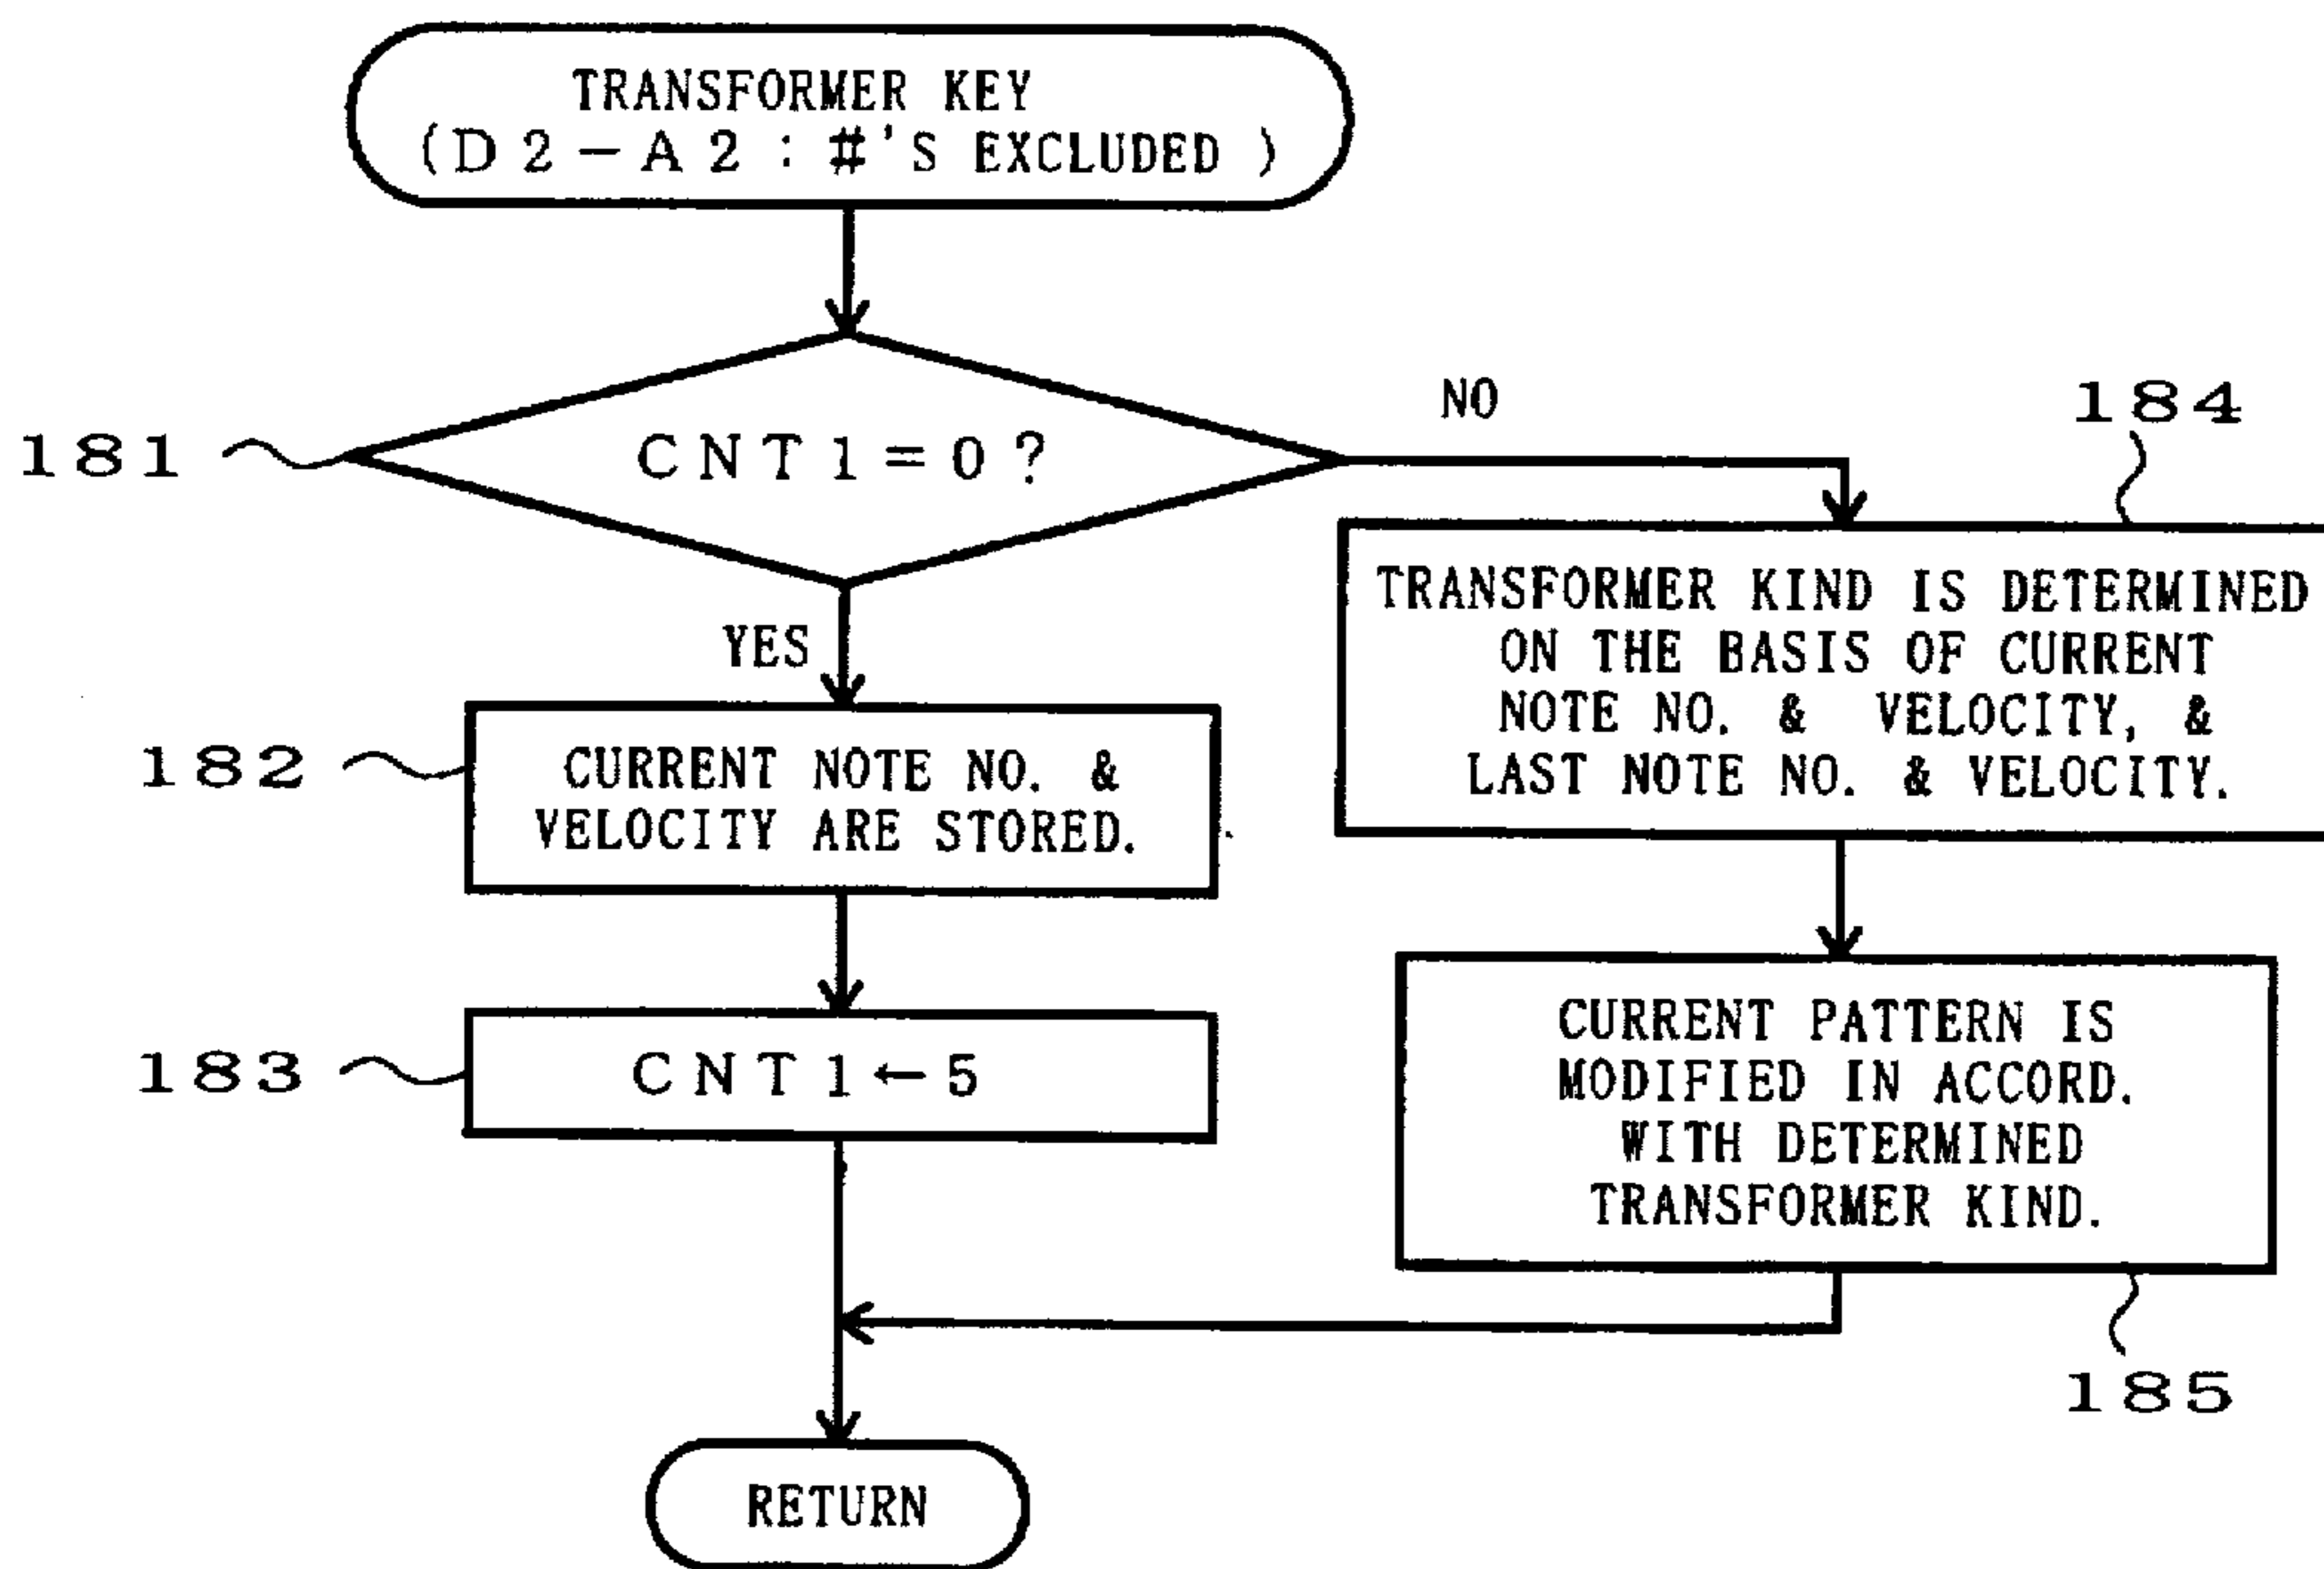 TRANSFORMER KEY
(D2-A2 : #'S EXCLUDED )
181
CNT1=0?
NO
YES
182
CURRENT NOTE NO. &
VELOCITY ARE STORED.
183
CNT1←5
184
TRANSFORMER KIND IS DETERMINED
ON THE BASIS OF CURRENT
NOTE NO. & VELOCITY, &
LAST NOTE NO. & VELOCITY.
CURRENT PATTERN IS
MODIFIED IN ACCORD.
WITH DETERMINED
TRANSFORMER KIND.
185
RETURN